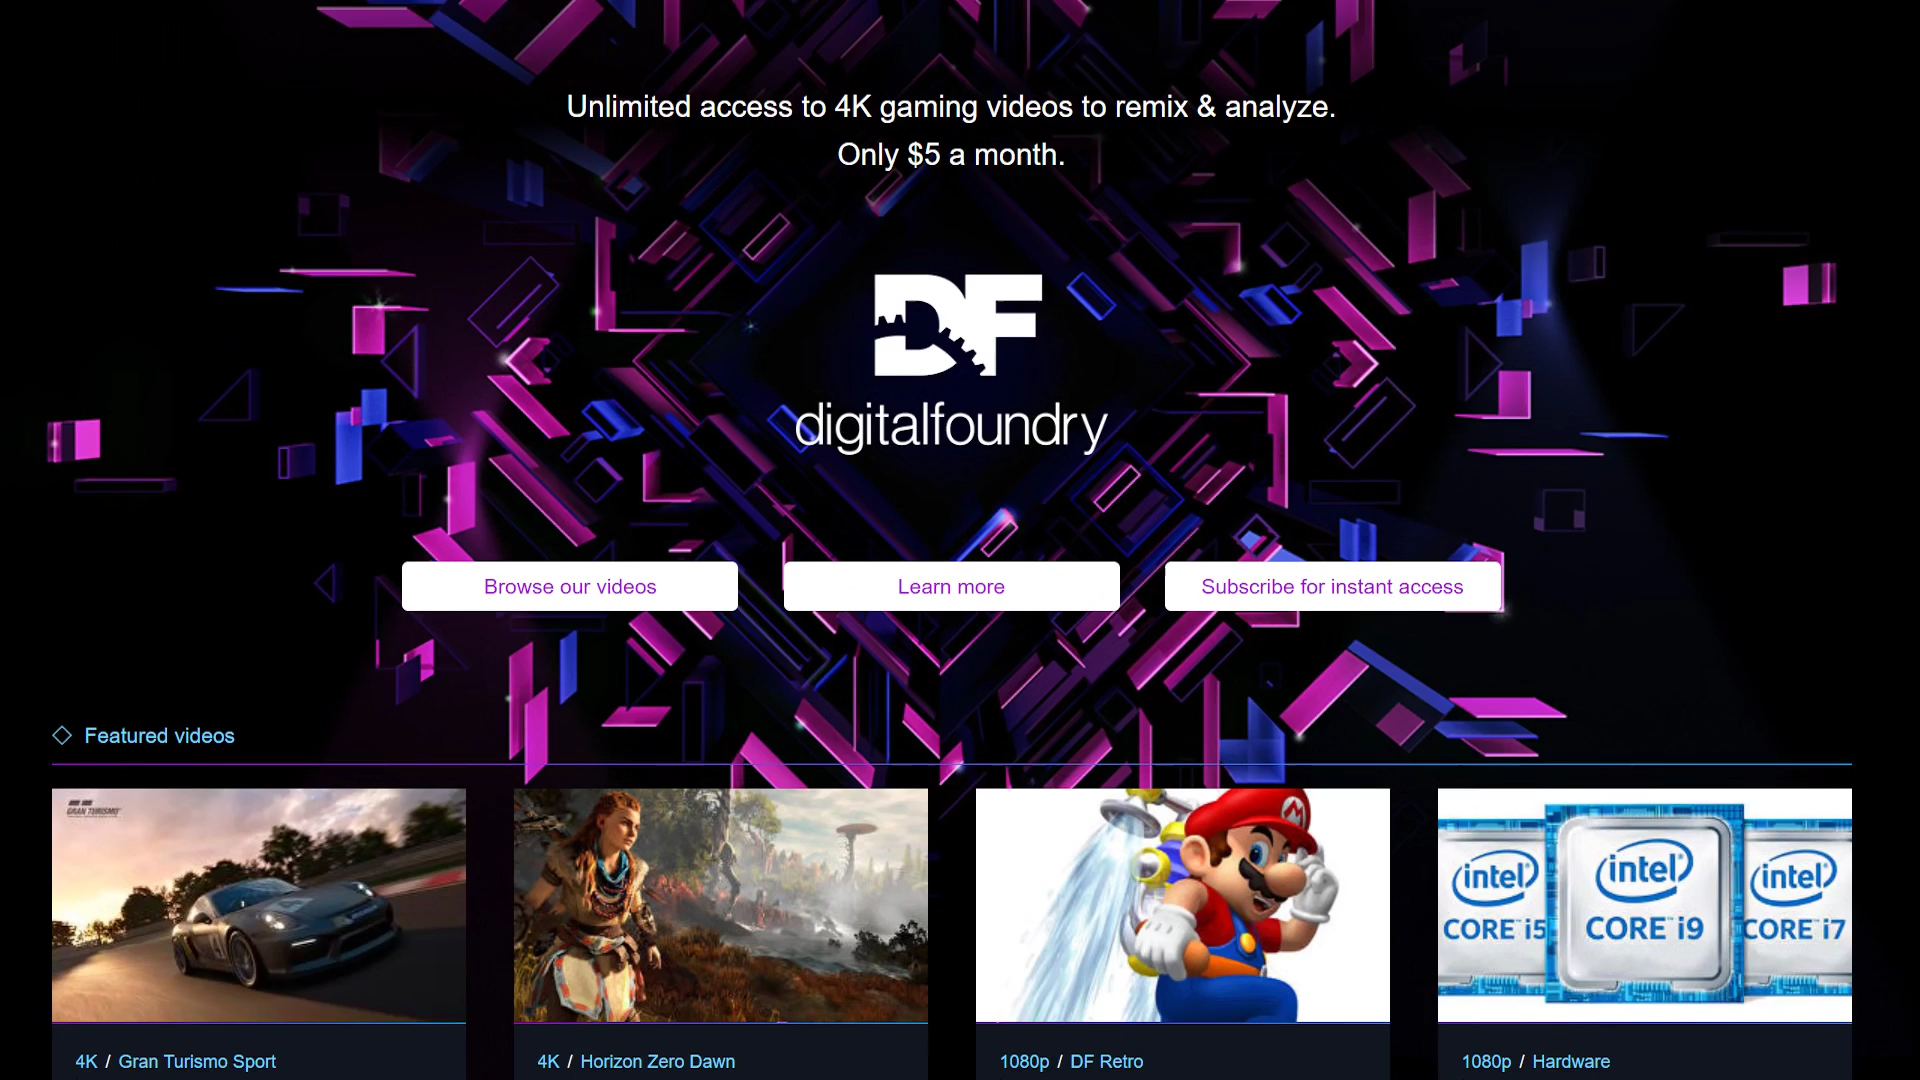 Unlimited access to 4K gaming videos to remix & analyze.
Only $5 a month.
DF
digitalfoundry
Browse our videos
Learn more
Subscribe for instant access
Featured videos
GRAN TURISMO
M
intel
CORE i5
intel
CORE i9
intel
CORE i7
4K / Gran Turismo Sport
4K / Horizon Zero Dawn
1080p / DF Retro
1080p / Hardware